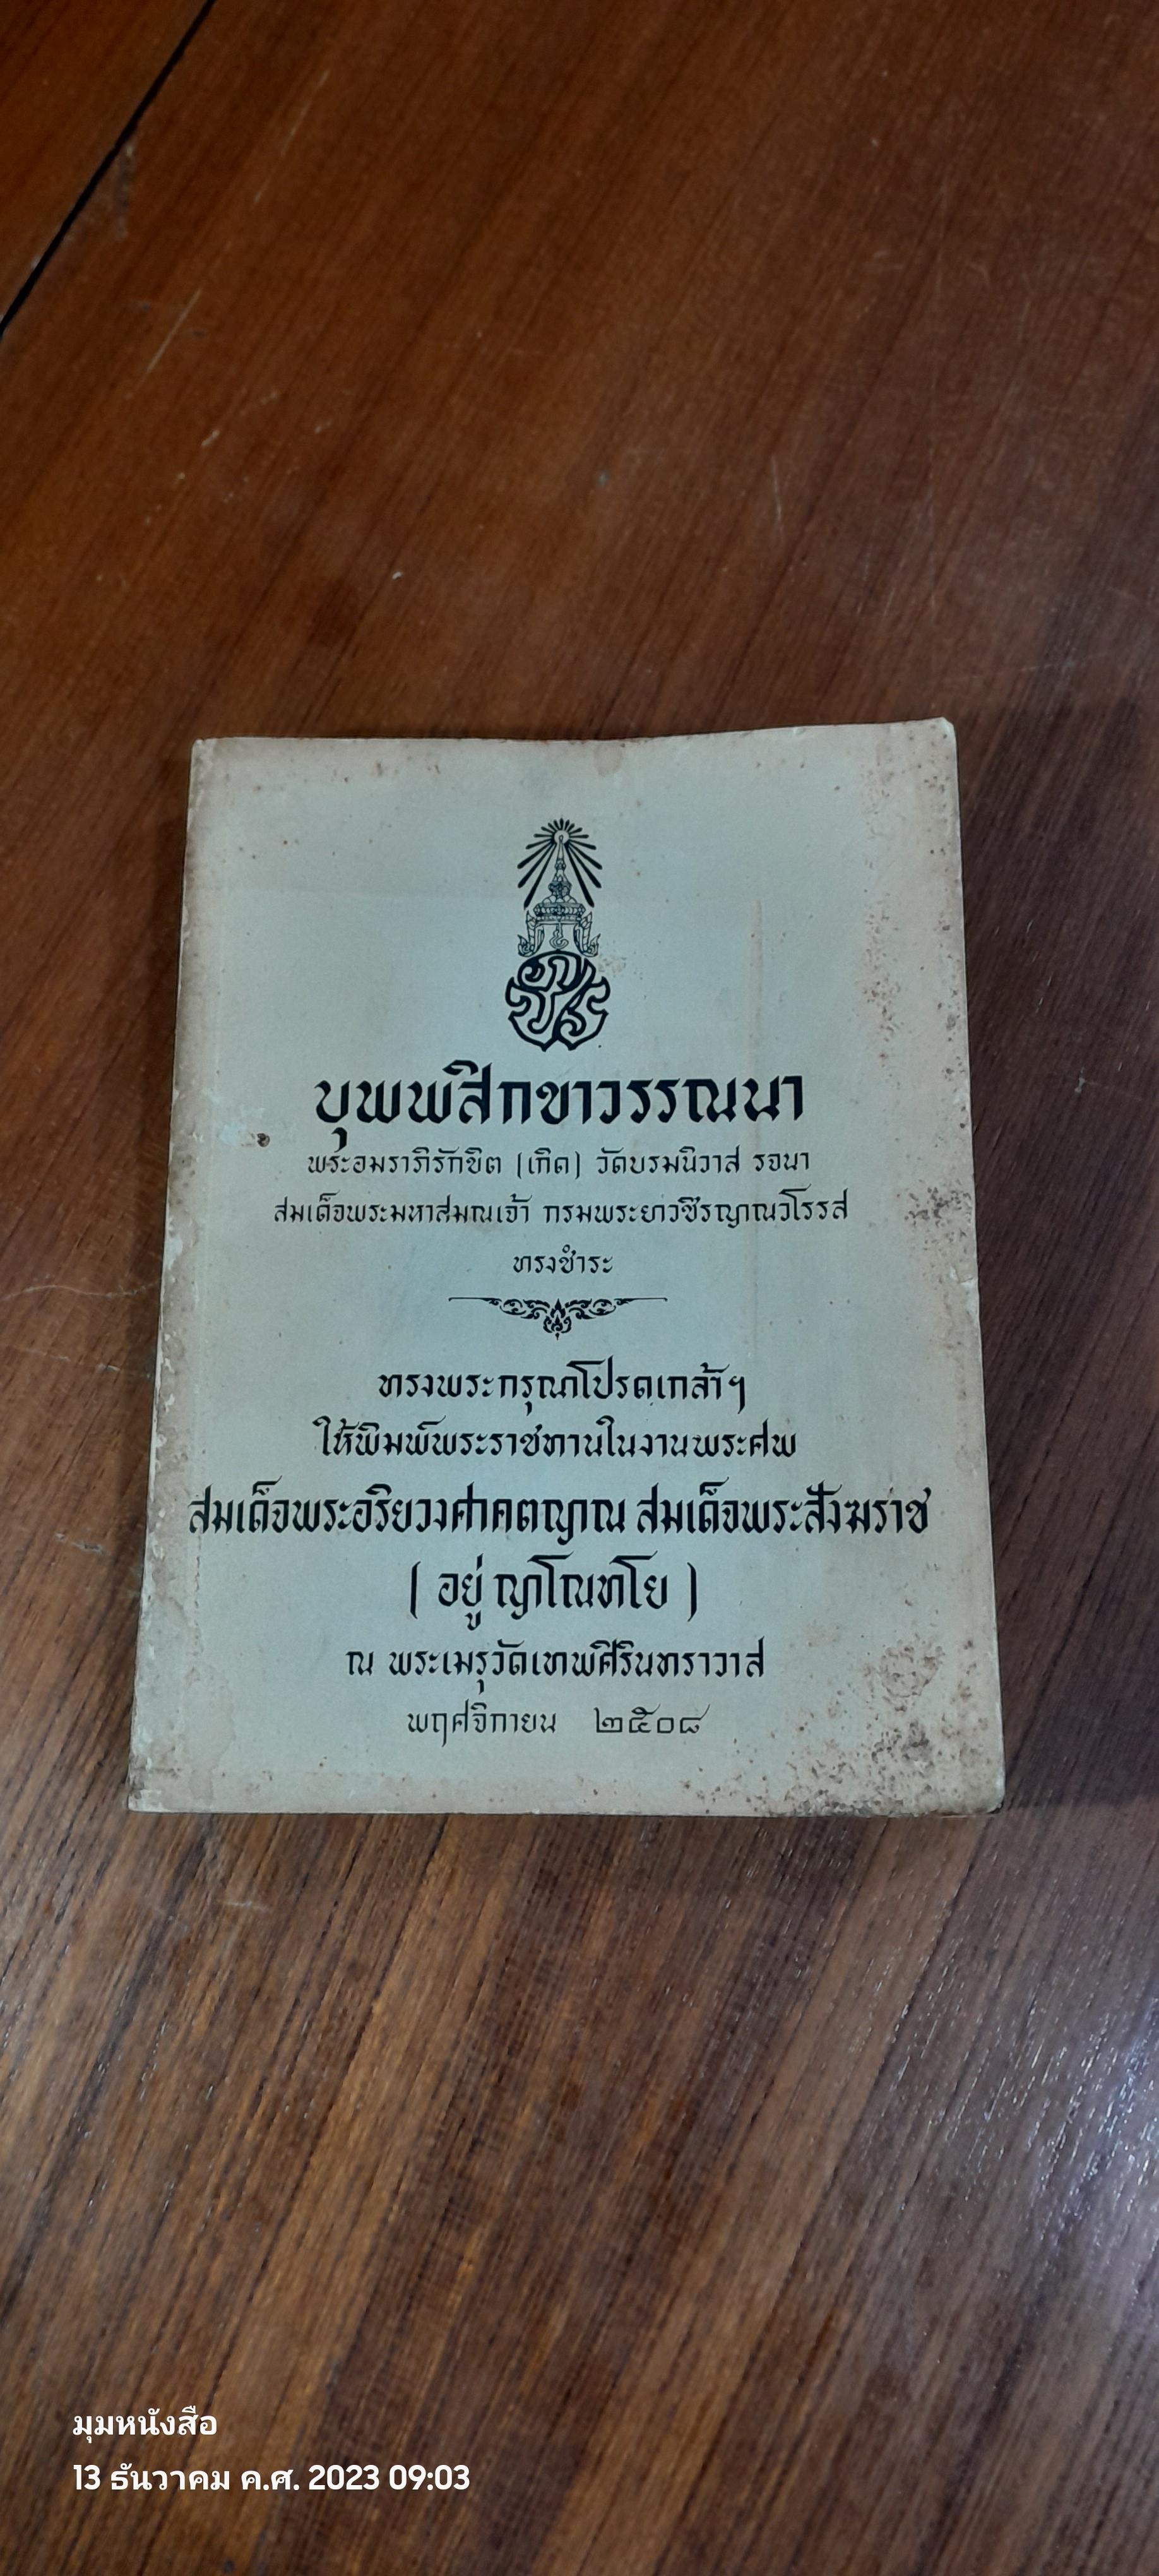 ภปร
บุพพสิกขาวรรณนา
พระอมราภิรักขิต (เกิด) วัดบรมนิวาส รจนา
สมเด็จพระมหาสมณเจ้า กรมพระยาวชิรญาณวโรรส
ทรงชำระ
ทรงพระกรุณาโปรดเกล้าฯ
ให้พิมพ์พระราชทานในงานพระศพ
สมเด็จพระอริยวงศาคตญาณ สมเด็จพระสังฆราช
( อยู่ ญาโณทโย )
ณ พระเมรุวัดเทพศิรินทราวาส
พฤศจิกายน ๒๕๐๘
มุมหนังสือ
13 ธันวาคม ค.ศ. 2023 09:03